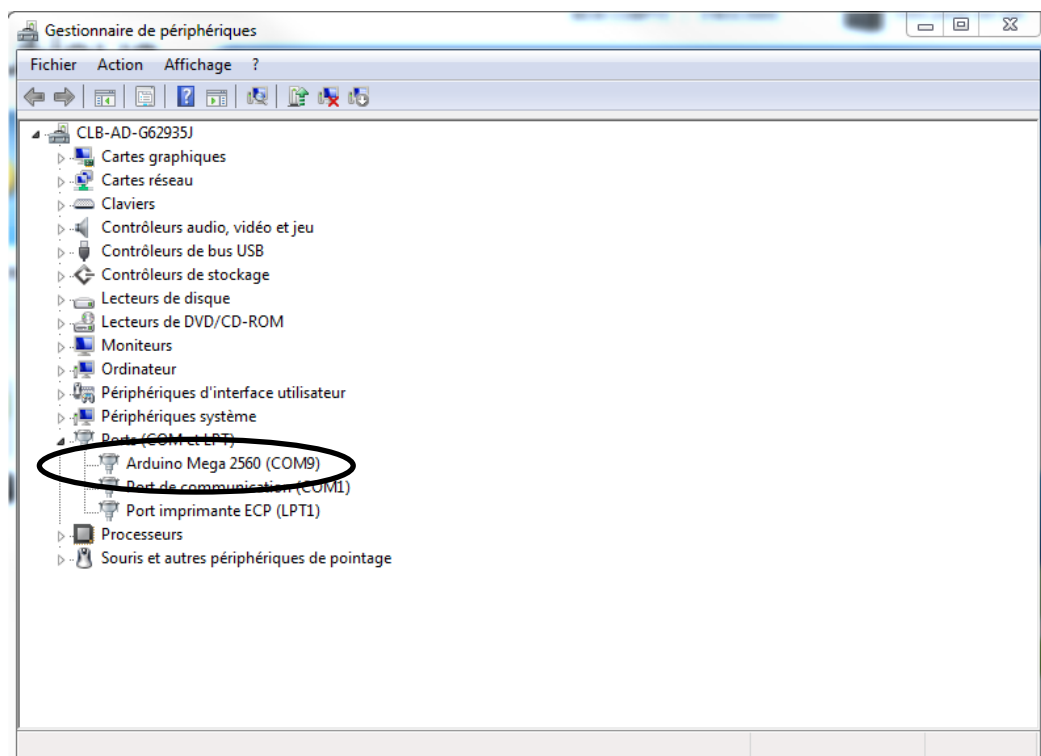 Gestionnaire de périphériques
Fichier Action Affichage ?
CLB-AD-G62935J
Cartes graphiques
Cartes réseau
Claviers
Contrôleurs audio, vidéo et jeu
Contrôleurs de bus USB
Contrôleurs de stockage
Lecteurs de disque
Lecteurs de DVD/CD-ROM
Moniteurs
Ordinateur
Périphériques d'interface utilisateur
Périphériques système
Ports (COM et LPT)
Arduino Mega 2560 (COM9)
Port de communication (COM1)
Port imprimante ECP (LPT1)
Processeurs
Souris et autres périphériques de pointage